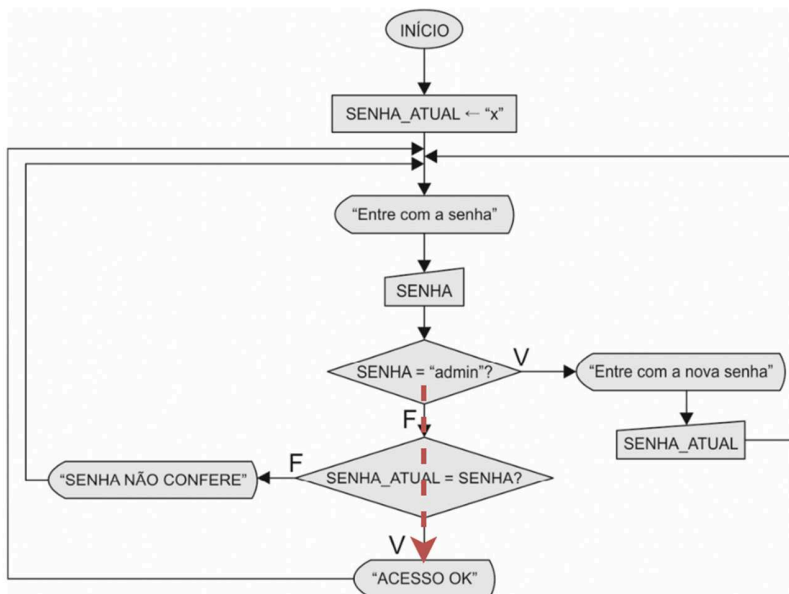 INÍCIO
SENHA_ATUAL ← “x”
“Entre com a senha”
SENHA
SENHA = “admin”?
V
“Entre com a nova senha”
F
SENHA_ATUAL
“SENHA NÃO CONFERE”
F
SENHA_ATUAL = SENHA?
V
“ACESSO OK”